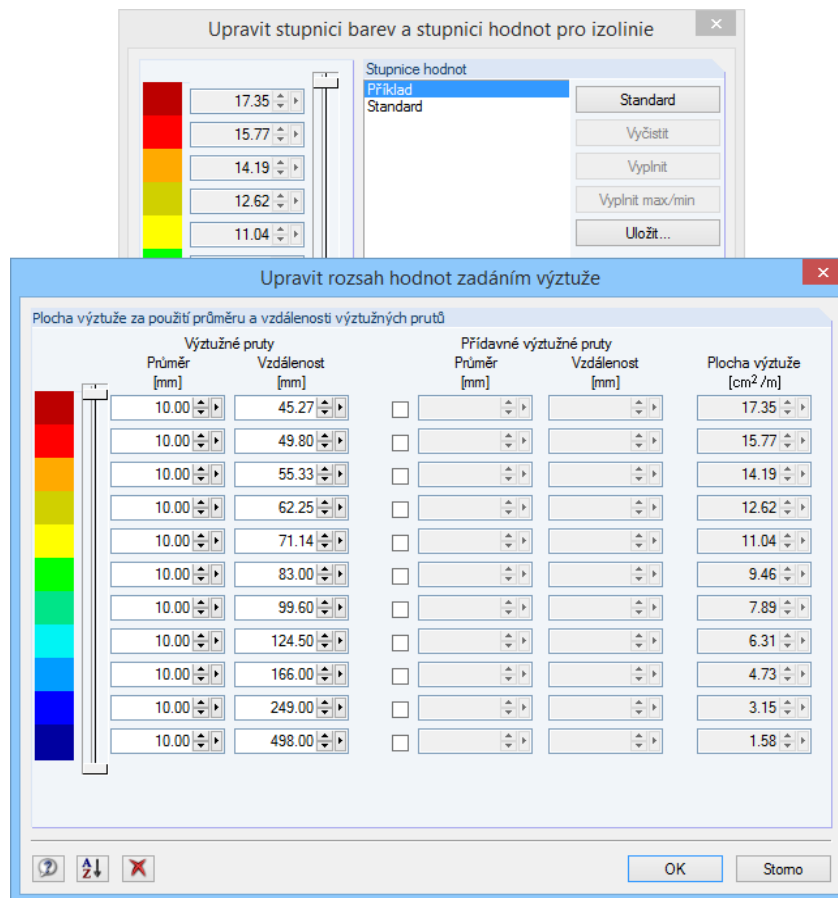 Upravit stupnici barev a stupnici hodnot pro izolinie
Stupnice hodnot
Příklad
Standard
17.35
15.77
14.19
12.62
11.04
Standard
Vyčistit
Vyplnit
Vyplnit max/min
Uložit...
Upravit rozsah hodnot zadáním výztuže
Plocha výztuže za použití průměru a vzdálenosti výztužných prutů
Výztužné pruty Přídavné výztužné pruty
Průměr Vzdálenost Průměr Vzdálenost Plocha výztuže
[mm] [mm] [mm] [mm] [cm²/m]
10.00 45.27 17.35
10.00 49.80 15.77
10.00 55.33 14.19
10.00 62.25 12.62
10.00 71.14 11.04
10.00 83.00 9.46
10.00 99.60 7.89
10.00 124.50 6.31
10.00 166.00 4.73
10.00 249.00 3.15
10.00 498.00 1.58
OK Storno